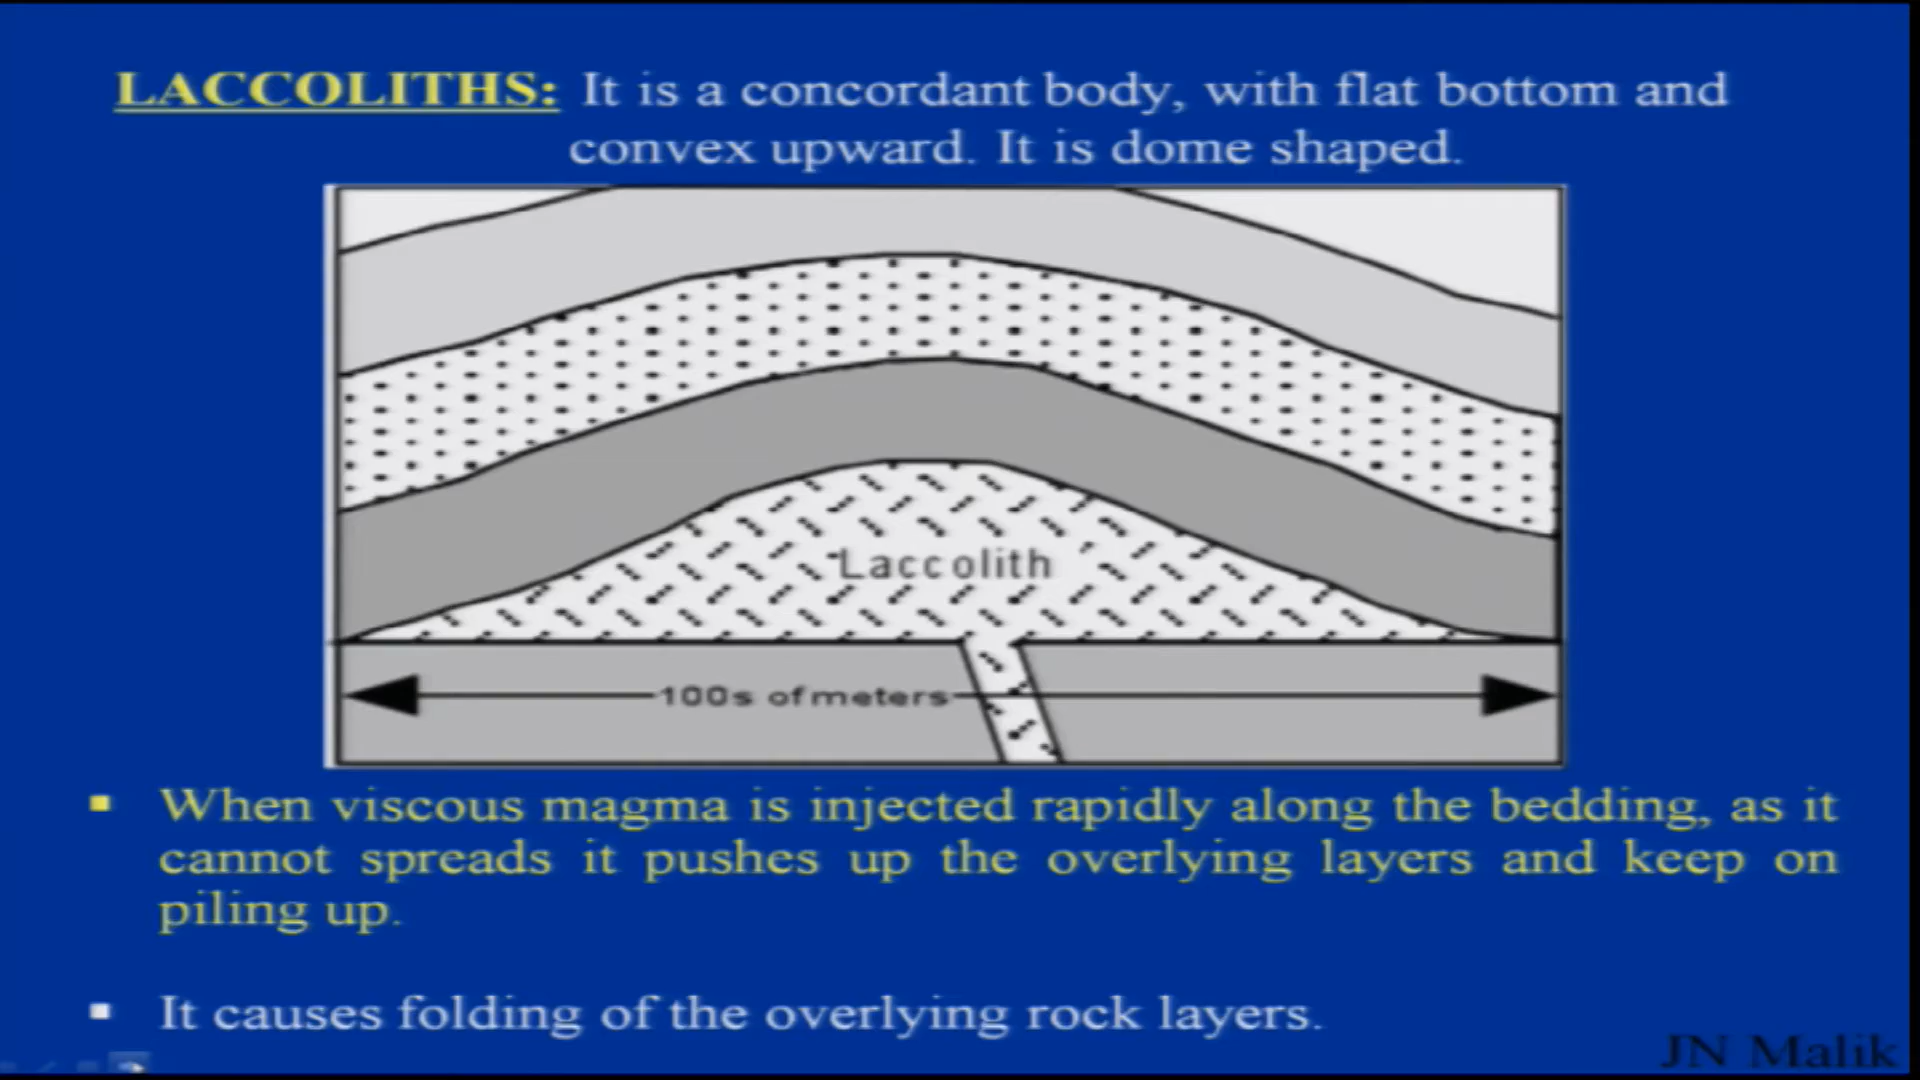 LACCOLITHS: It is a concordant body, with flat bottom and
convex upward. It is dome shaped.
Laccolith
100s of meters
When viscous magma is injected rapidly along the bedding, as it
cannot spreads it pushes up the overlying layers and keep on
piling up.
It causes folding of the overlying rock layers.
JN Malik